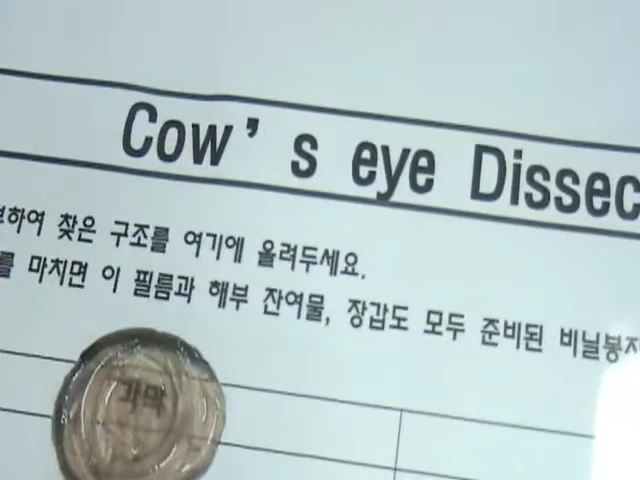 Cow's eye Dissec
하여 찾은 구조를 여기에 올려두세요.
를 마치면 이 필름과 해부 잔여물, 장갑도 모두 준비된 비닐봉지
각막